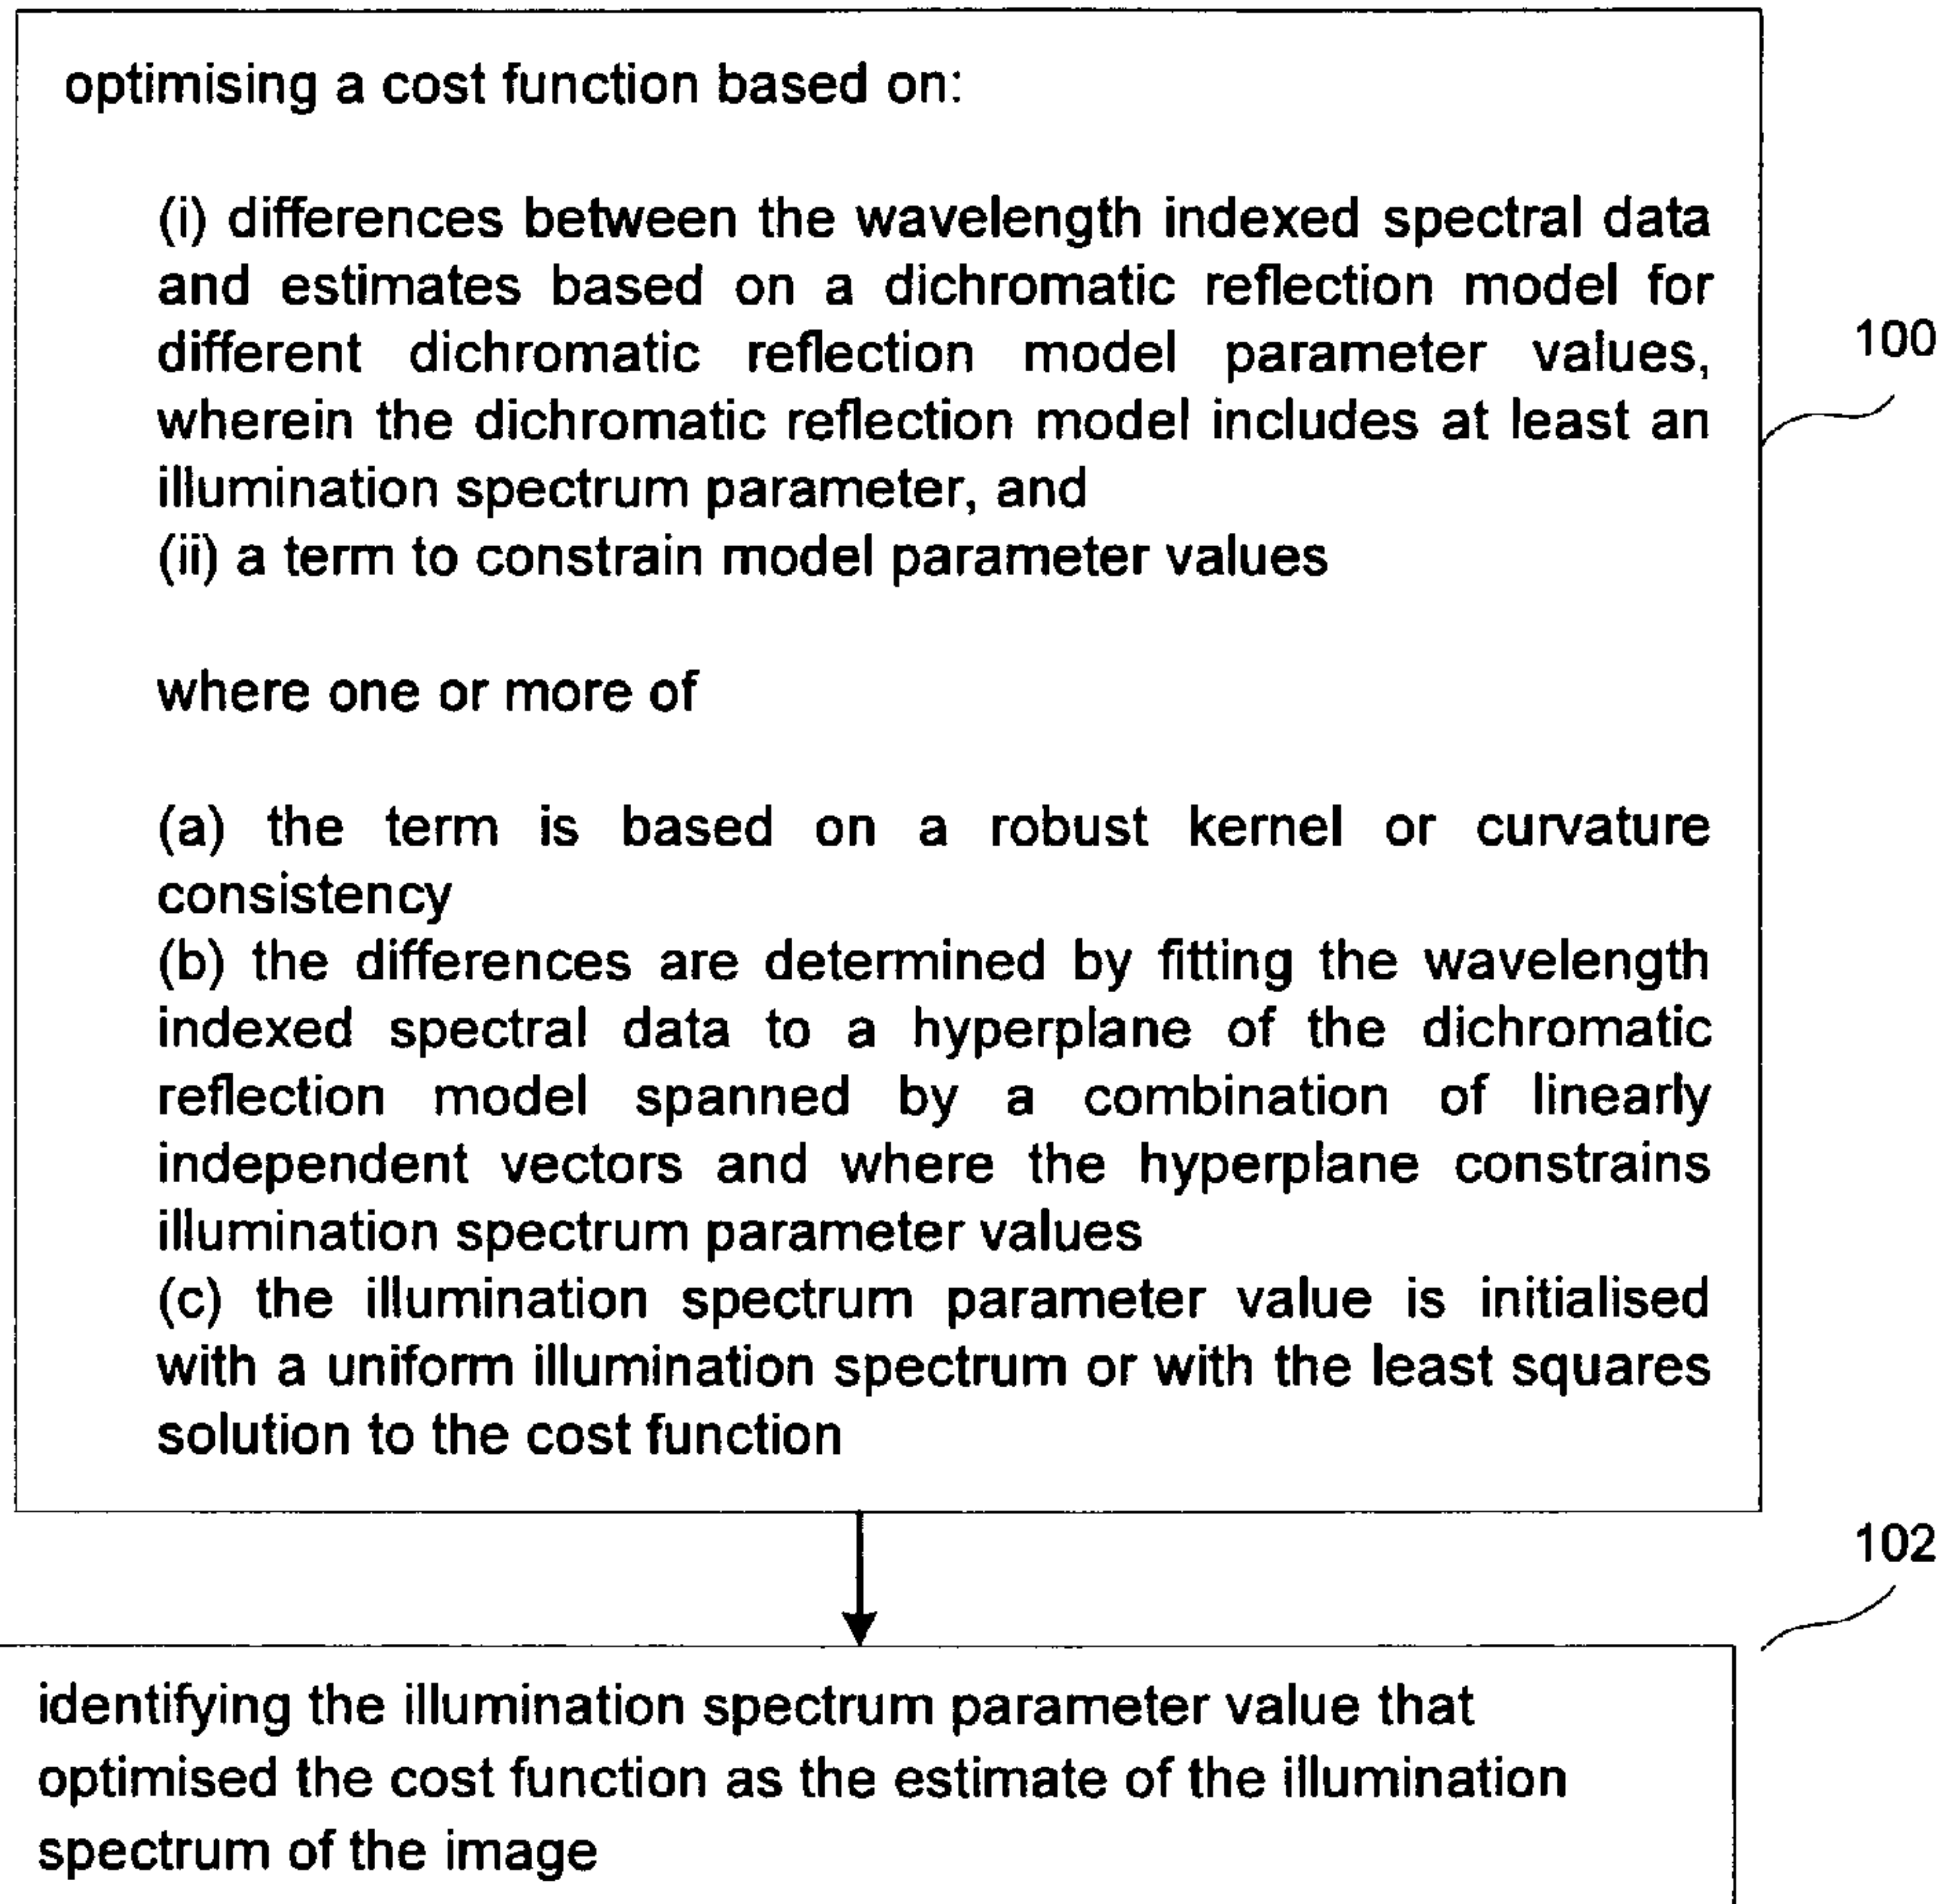 optimising a cost function based on:
(i) differences between the wavelength indexed spectral data
and estimates based on a dichromatic reflection model for
different dichromatic reflection model parameter values,
wherein the dichromatic reflection model includes at least an
illumination spectrum parameter, and
(ii) a term to constrain model parameter values
100
where one or more of
(a) the term is based on a robust kernel or curvature
consistency
(b) the differences are determined by fitting the wavelength
indexed spectral data to a hyperplane of the dichromatic
reflection model spanned by a combination of linearly
independent vectors and where the hyperplane constrains
illumination spectrum parameter values
(c) the illumination spectrum parameter value is initialised
with a uniform illumination spectrum or with the least squares
solution to the cost function
102
identifying the illumination spectrum parameter value that
optimised the cost function as the estimate of the illumination
spectrum of the image